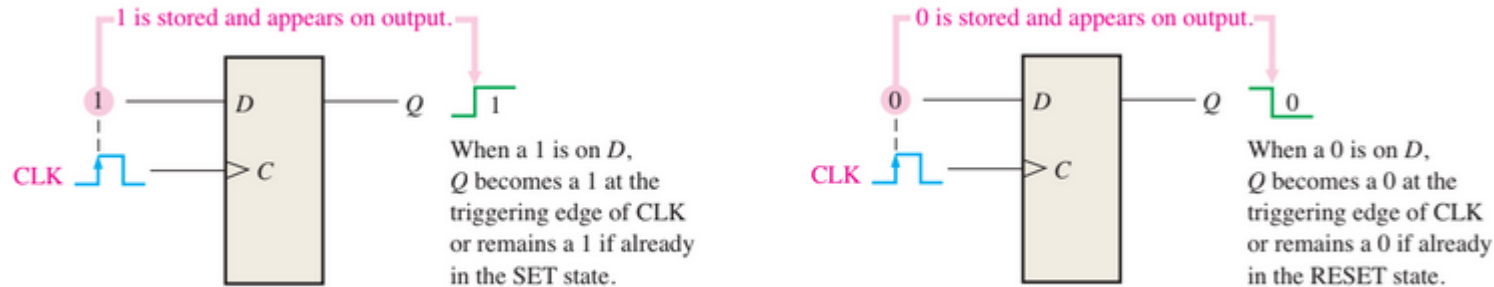 1 is stored and appears on output.
1
D
Q
1
CLK
C
When a 1 is on D,
Q becomes a 1 at the
triggering edge of CLK
or remains a 1 if already
in the SET state.
0 is stored and appears on output.
0
D
Q
0
CLK
C
When a 0 is on D,
Q becomes a 0 at the
triggering edge of CLK
or remains a 0 if already
in the RESET state.